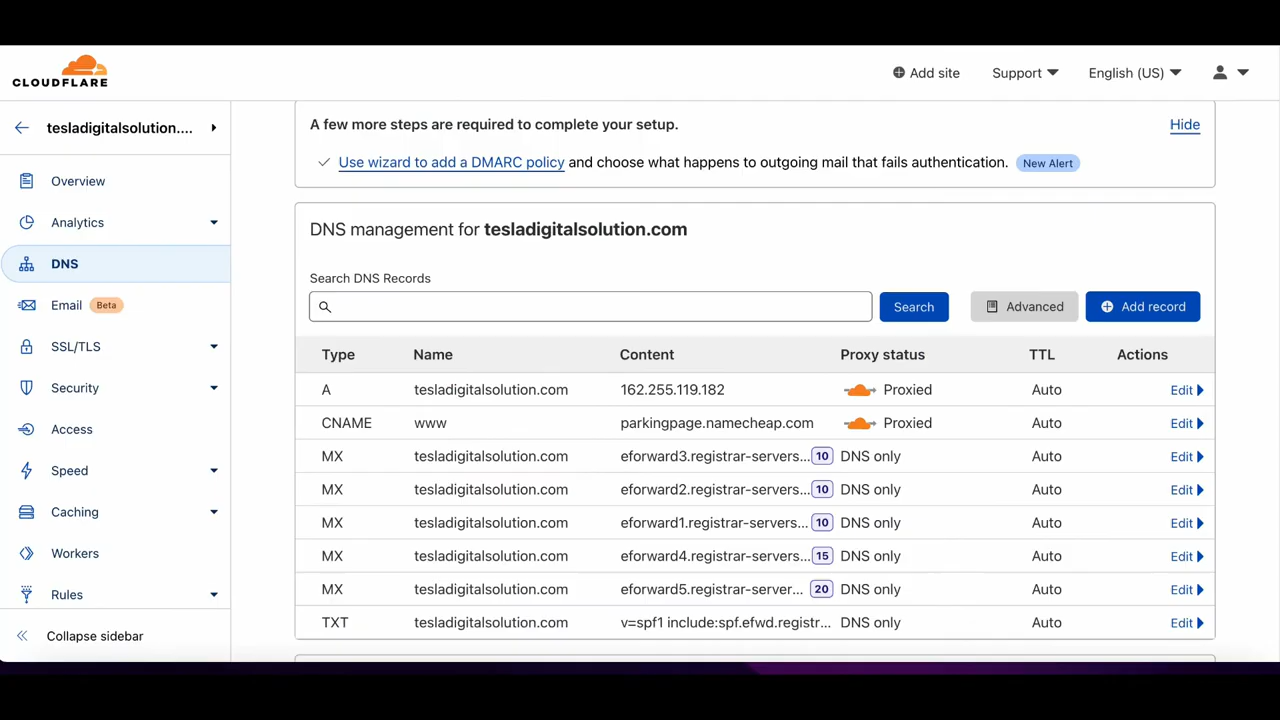 CLOUDFLARE
Add site Support English (US)
tesladigitalsolution....
Overview
Analytics
DNS
Email Beta
SSL/TLS
Security
Access
Speed
Caching
Workers
Rules
Collapse sidebar
A few more steps are required to complete your setup. Hide
Use wizard to add a DMARC policy and choose what happens to outgoing mail that fails authentication. New Alert
DNS management for tesladigitalsolution.com
Search DNS Records
Search Advanced Add record
Type Name Content Proxy status TTL Actions
A tesladigitalsolution.com 162.255.119.182 Proxied Auto Edit
CNAME www parkingpage.namecheap.com Proxied Auto Edit
MX tesladigitalsolution.com eforward3.registrar-servers... 10 DNS only Auto Edit
MX tesladigitalsolution.com eforward2.registrar-servers... 10 DNS only Auto Edit
MX tesladigitalsolution.com eforward1.registrar-servers... 10 DNS only Auto Edit
MX tesladigitalsolution.com eforward4.registrar-servers... 15 DNS only Auto Edit
MX tesladigitalsolution.com eforward5.registrar-server... 20 DNS only Auto Edit
TXT tesladigitalsolution.com v=spf1 include:spf.efwd.registr... DNS only Auto Edit